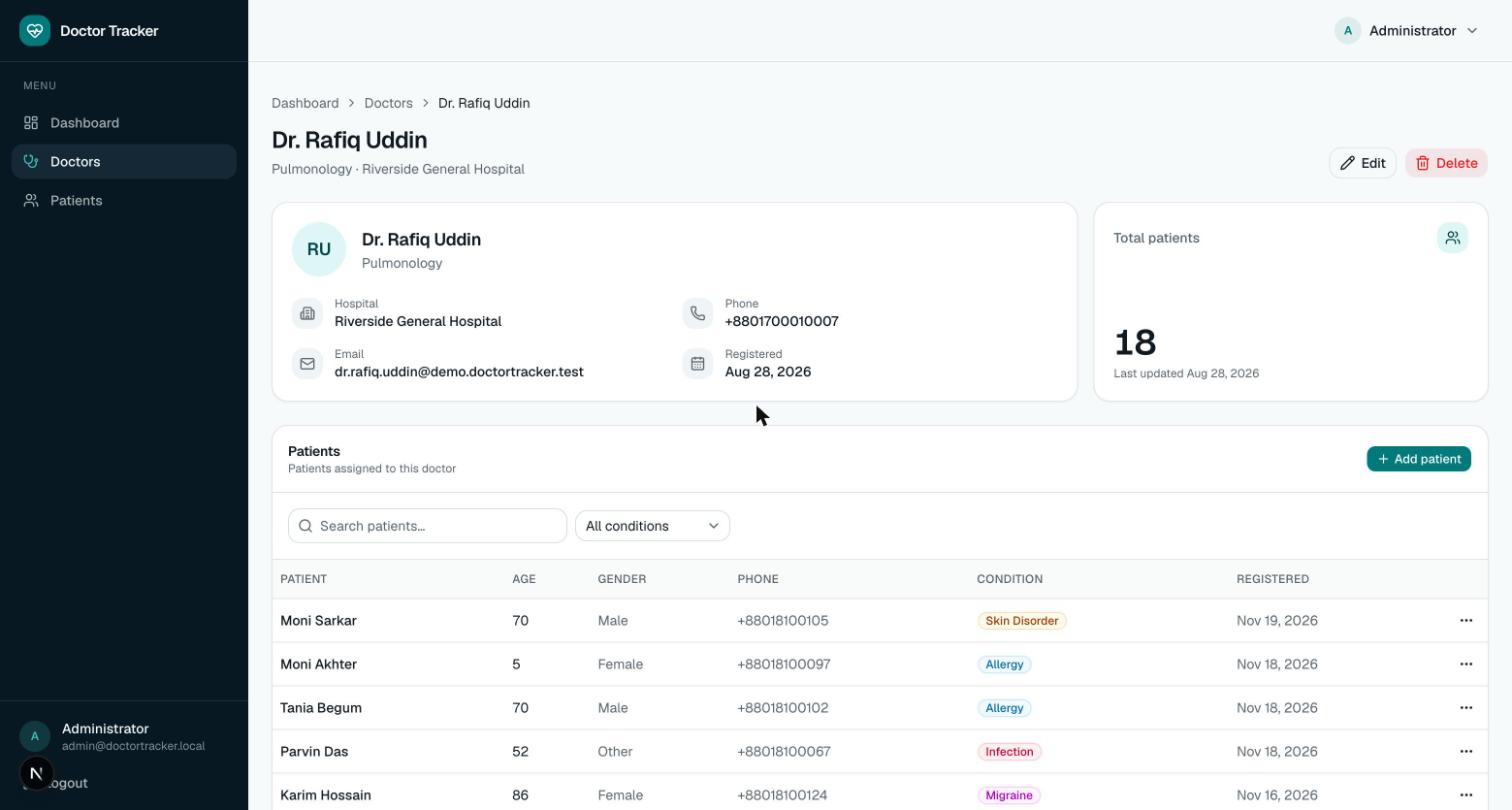 Doctor Tracker
A Administrator
MENU
Dashboard
Doctors
Patients
Dashboard > Doctors > Dr. Rafiq Uddin
Dr. Rafiq Uddin
Pulmonology · Riverside General Hospital
Edit
Delete
RU
Dr. Rafiq Uddin
Pulmonology
Hospital
Riverside General Hospital
Phone
+8801700010007
Email
dr.rafiq.uddin@demo.doctortracker.test
Registered
Aug 28, 2026
Total patients
18
Last updated Aug 28, 2026
Patients
Patients assigned to this doctor
+ Add patient
Search patients...
All conditions
PATIENT AGE GENDER PHONE CONDITION REGISTERED
Moni Sarkar 70 Male +88018100105 Skin Disorder Nov 19, 2026
Moni Akhter 5 Female +88018100097 Allergy Nov 18, 2026
Tania Begum 70 Male +88018100102 Allergy Nov 18, 2026
Parvin Das 52 Other +88018100067 Infection Nov 18, 2026
Karim Hossain 86 Female +88018100124 Migraine Nov 16, 2026
A
Administrator
admin@doctortracker.local
N
ogout